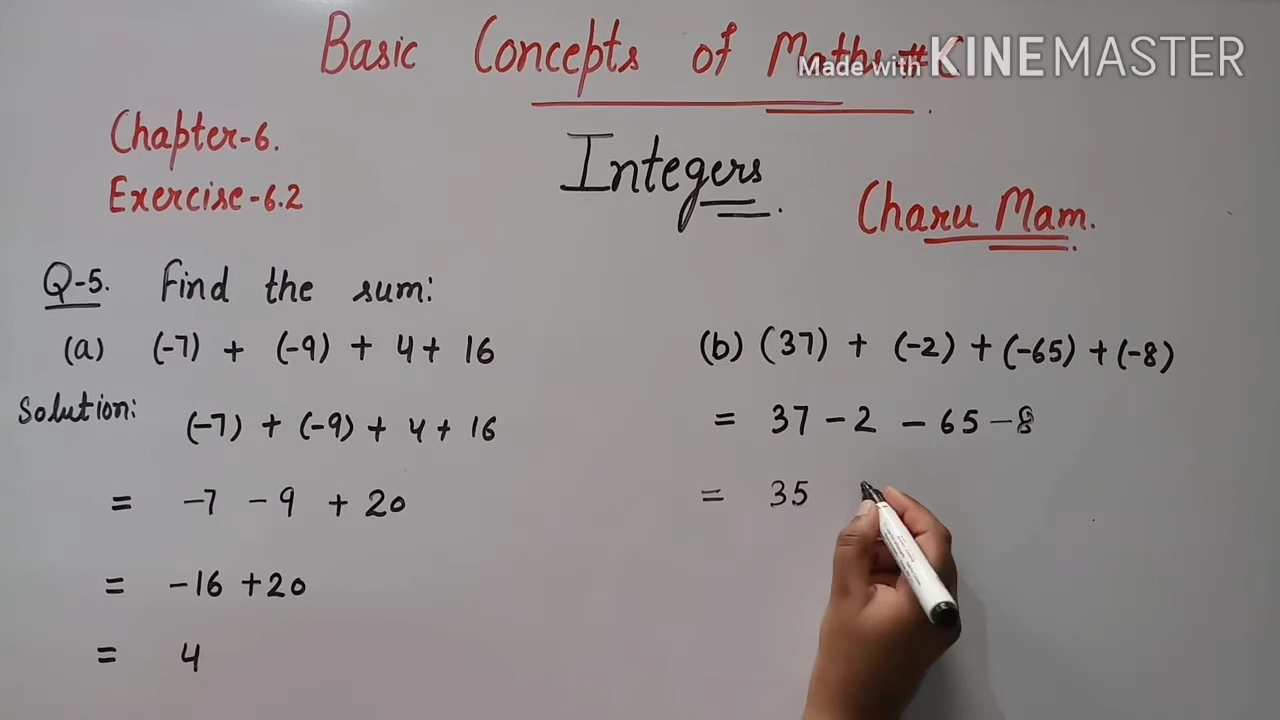 Basic Concepts of Maths #C
Made with KINEMASTER
Chapter-6.
Exercise-6.2
Integers.
Charu Mam.
Q-5. Find the sum:
(a) (-7) + (-9) + 4 + 16
Solution:
(-7) + (-9) + 4 + 16
= -7 - 9 + 20
= -16 + 20
= 4
(b) (37) + (-2) + (-65) + (-8)
= 37 - 2 - 65 - 8
= 35